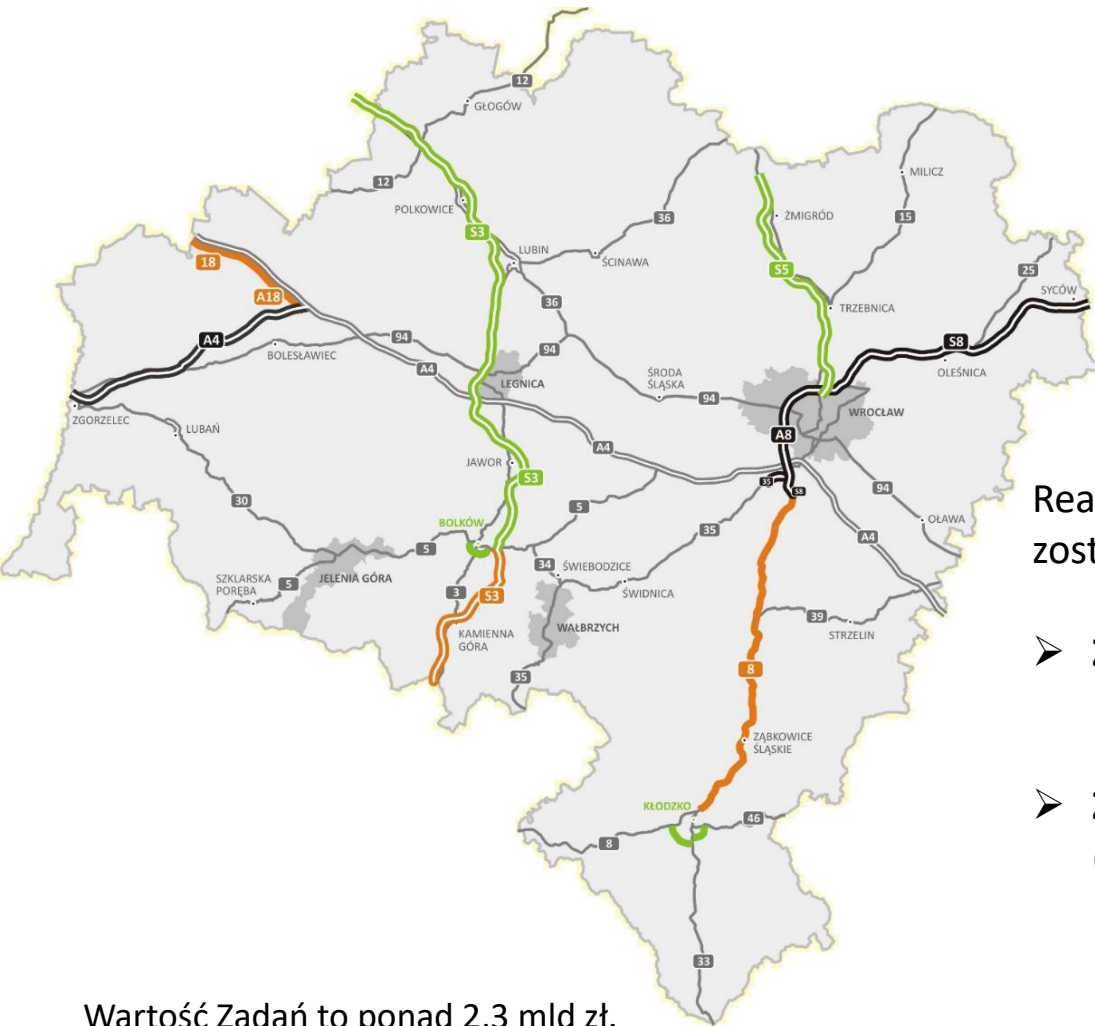 12
GŁOGÓW
12
MILICZ
POLKOWICE
36
ŻMIGRÓD
15
S3
LUBIN
ŚCINAWA
18
S5
25
SYCÓW
A18
36
TRZEBNICA
A4
94
S8
BOLESŁAWIEC
A4
94
OLEŚNICA
LEGNICA
ŚRODA
ŚLĄSKA
94
ZGORZELEC
WROCŁAW
LUBAŃ
A8
A4
JAWOR
S3
35
S8
94
30
5
OŁAWA
BOLKÓW
35
A4
5
34
ŚWIEBODZICE
SZKLARSKA
PORĘBA
5
JELENIA GÓRA
3
S3
ŚWIDNICA
39
KAMIENNA
GÓRA
WAŁBRZYCH
STRZELIN
8
35
ZĄBKOWICE
ŚLĄSKIE
KŁODZKO
46
8
33
Rea
zost
➢
➢
(
Wartość Zadań to ponad 2,3 mld zł.